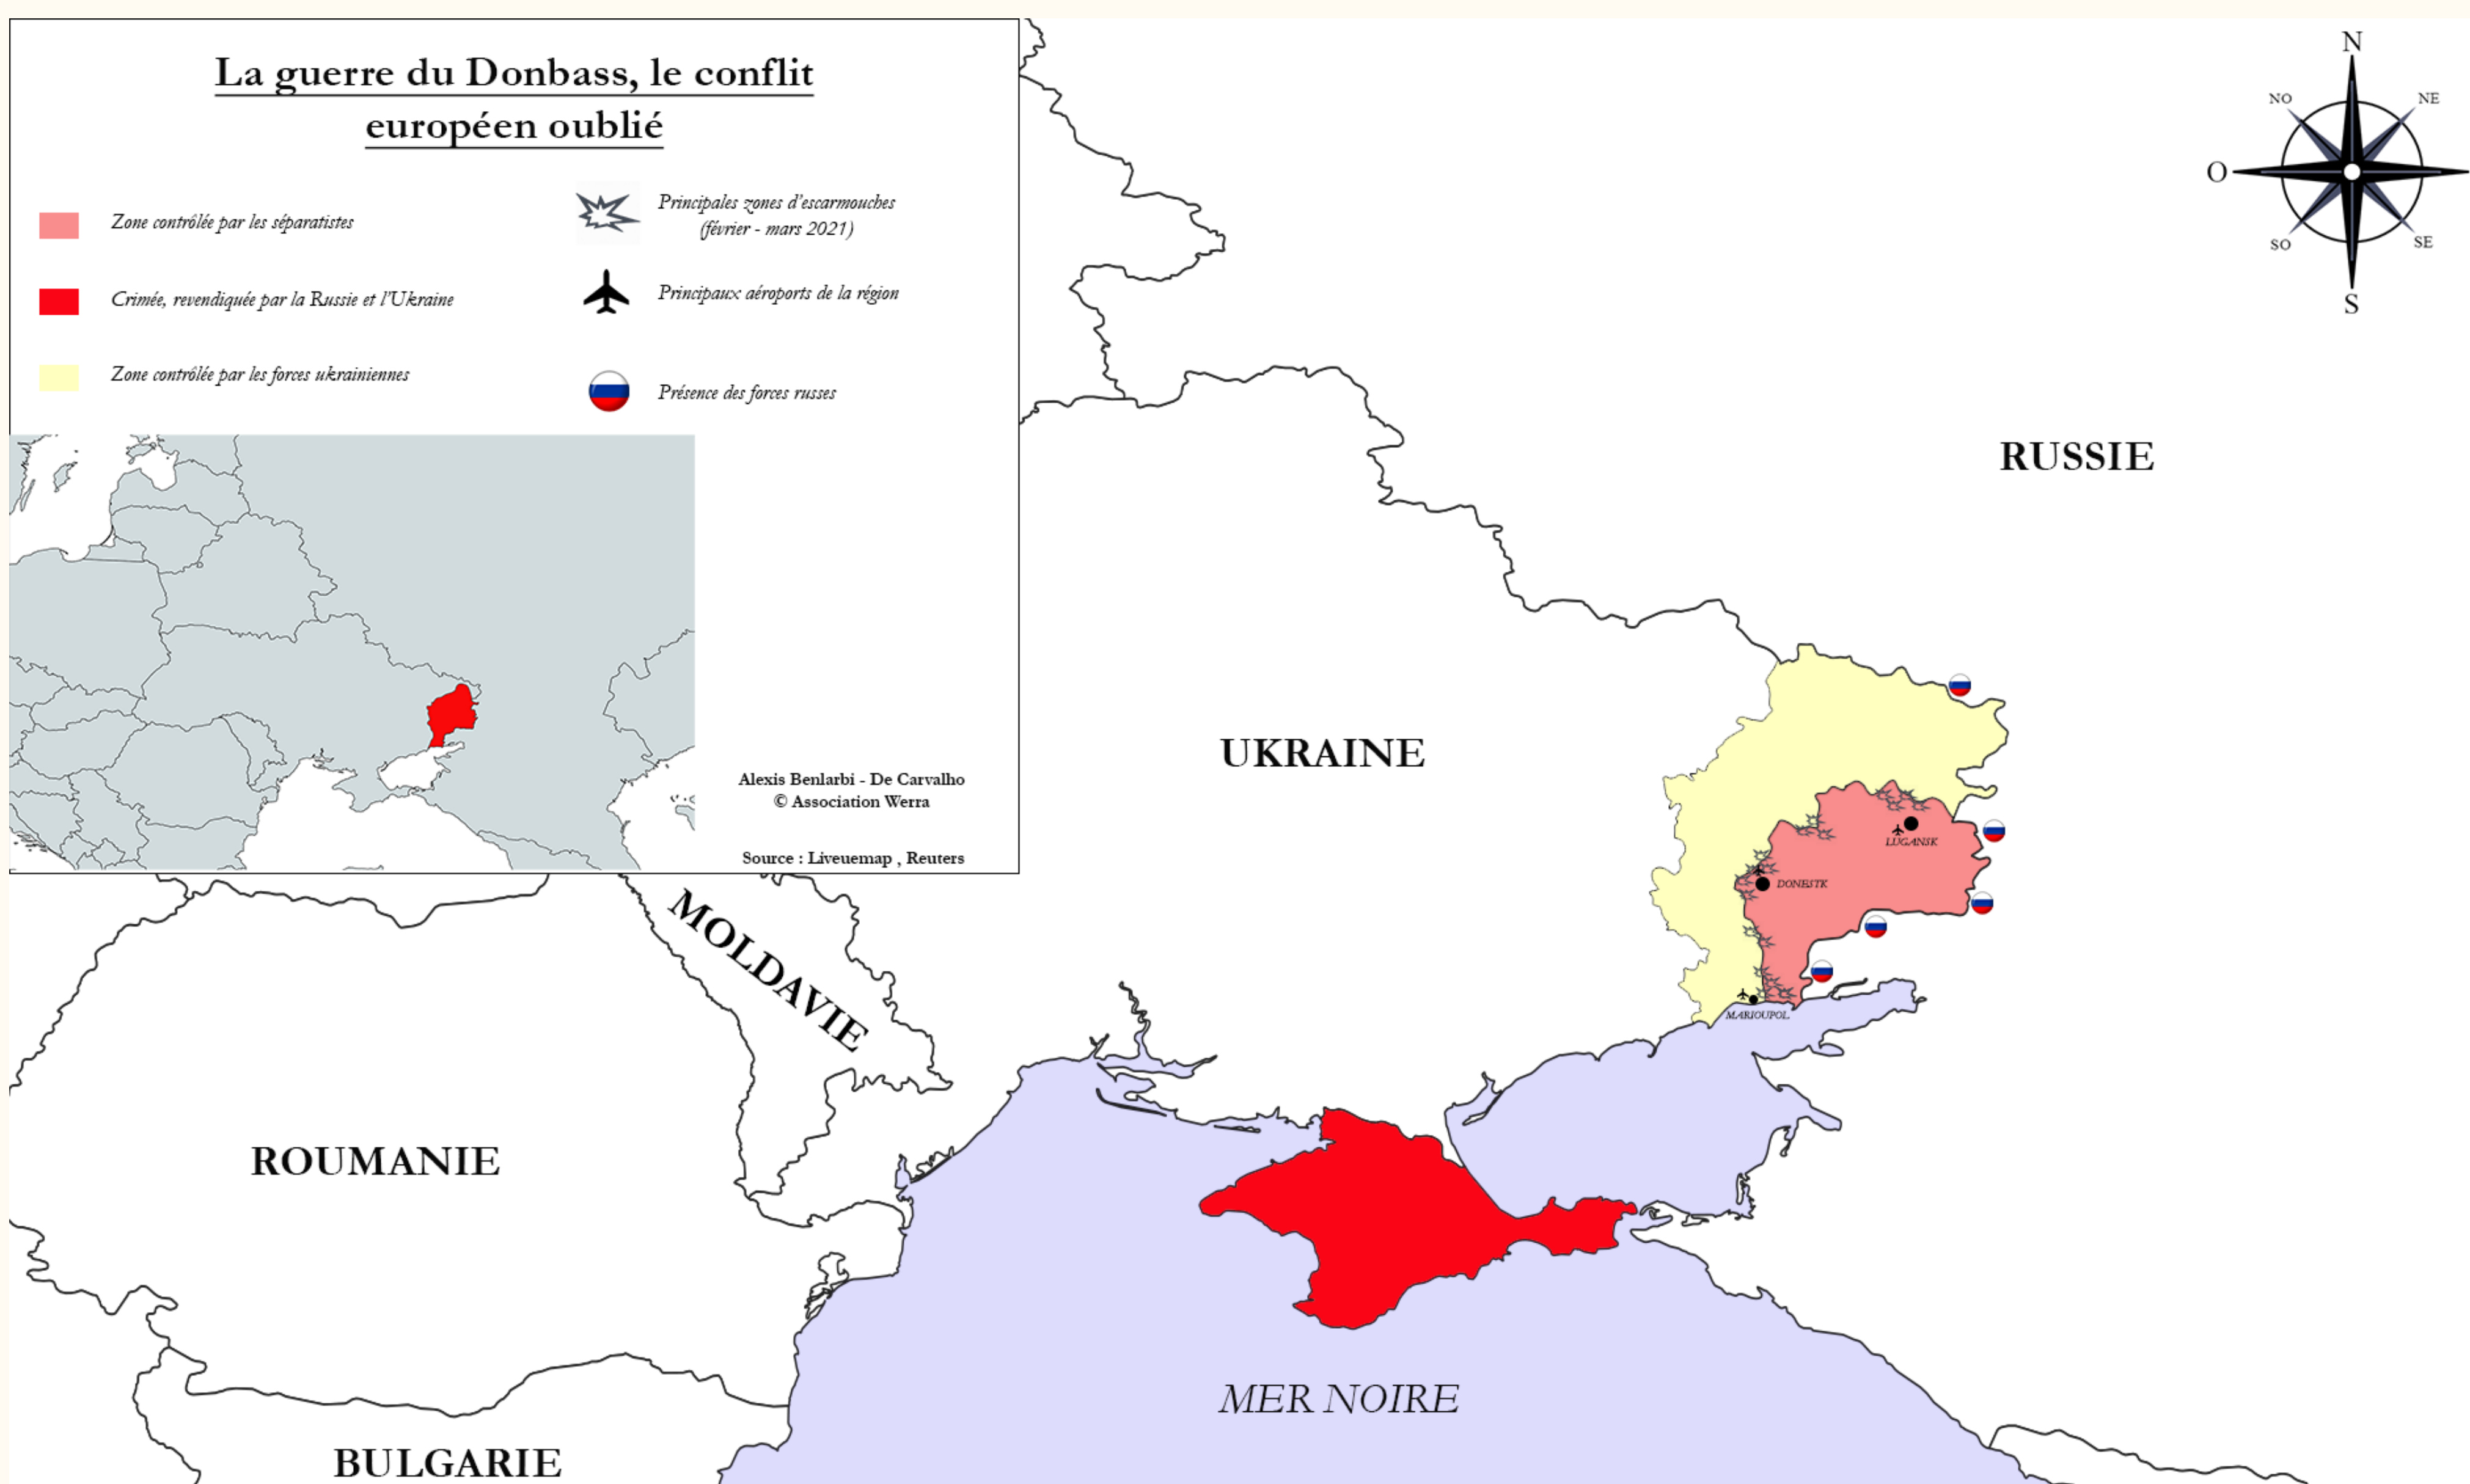 La guerre du Donbass, le conflit
européen oublié
Zone contrôlée par les séparatistes
Crimée, revendiquée par la Russie et l'Ukraine
Zone contrôlée par les forces ukrainiennes
Principales zones d'escarmouches
(février - mars 2021)
Principaux aéroports de la région
Présence des forces russes
Alexis Benlarbi - De Carvalho
© Association Werra
Source : Liveuemap , Reuters
N
NO
NE
O
SO
SE
S
RUSSIE
UKRAINE
LUGANSK
DONESTK
MARIOUPOL
MOLDAVIE
ROUMANIE
MER NOIRE
BULGARIE